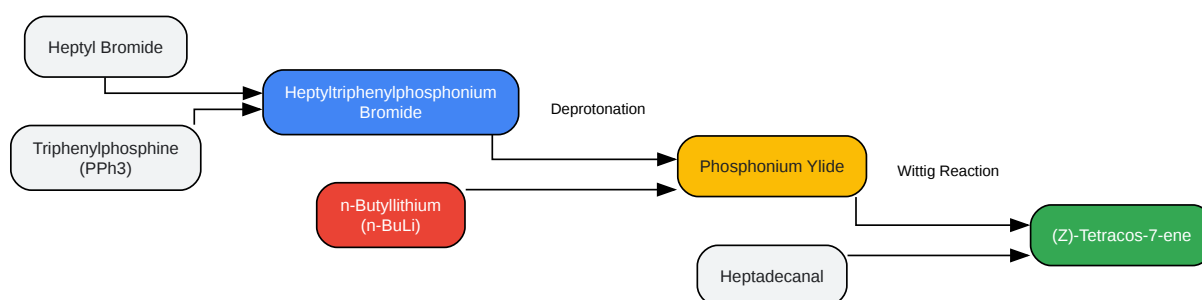 Heptyl Bromide
Triphenylphosphine
(PPh3)
Heptyltriphenylphosphonium
Bromide
Deprotonation
n-Butyllithium
(n-BuLi)
Phosphonium Ylide
Wittig Reaction
Heptadecanal
(Z)-Tetracos-7-ene